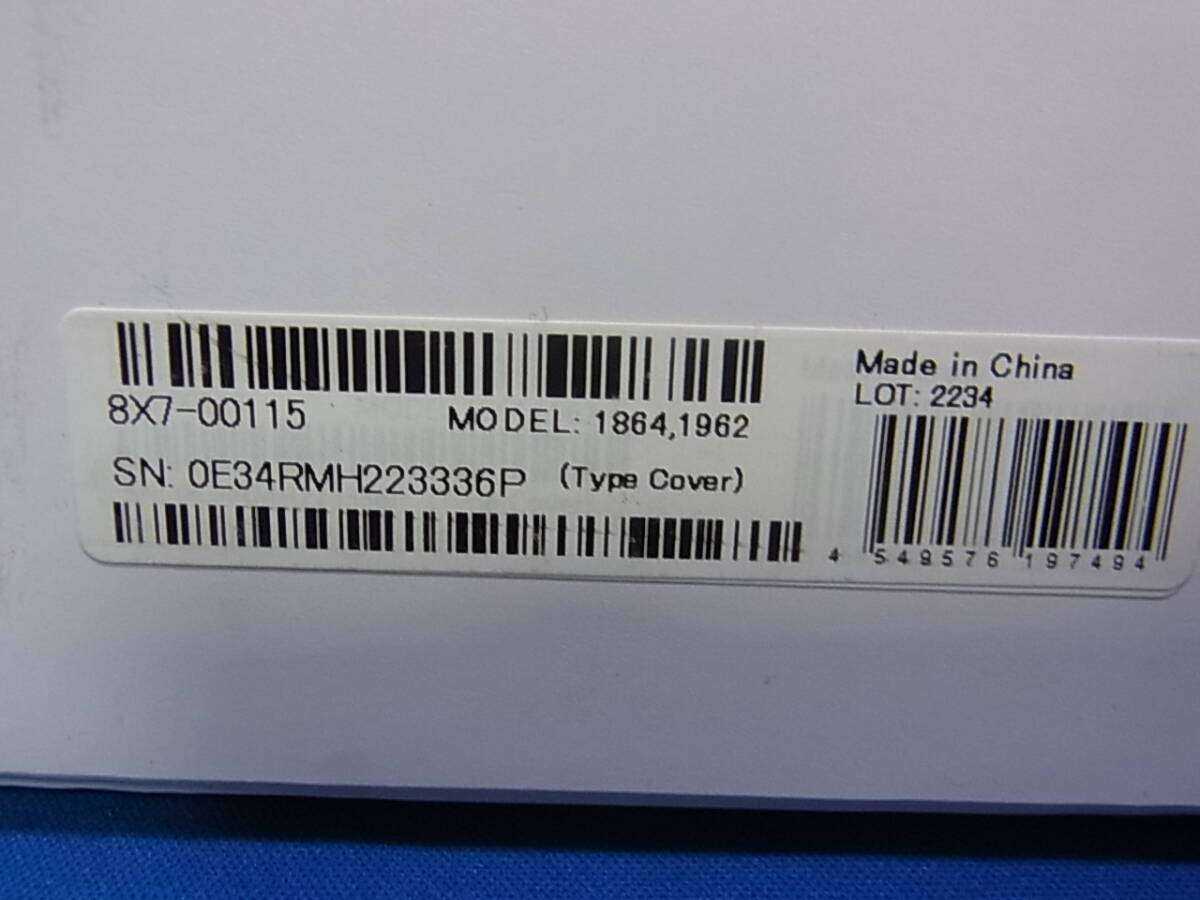 8X7-00115
MODEL: 1864,1962
SN: 0E34RMH223336P (Type Cover)
Made in China
LOT: 2234
4 549576 197494